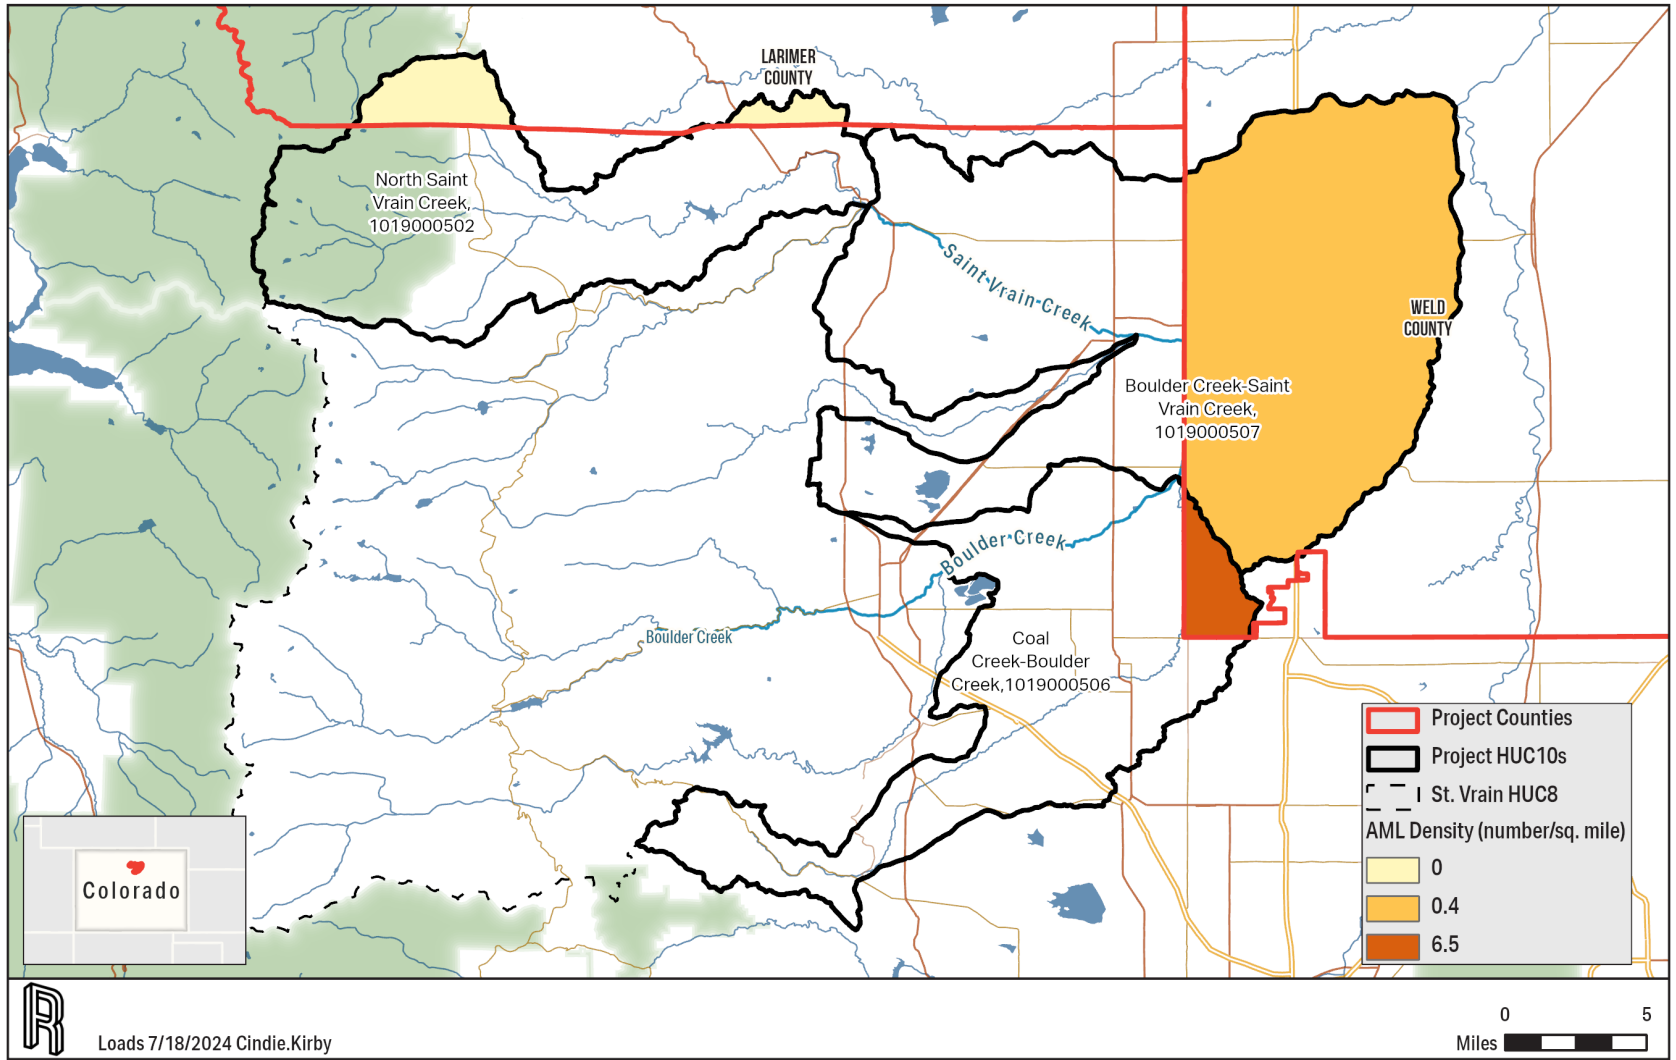 LARIMER
COUNTY
North Saint
Vrain Creek,
1019000502
Saint Vrain Creek
WELD
COUNTY
Boulder Creek-Saint
Vrain Creek,
1019000507
Boulder Creek
Boulder Creek
Coal
Creek-Boulder
Creek,1019000506
Project Counties
Project HUC10s
St. Vrain HUC8
AML Density (number/sq. mile)
0
0.4
6.5
Colorado
R
Loads 7/18/2024 Cindie.Kirby
0 5
Miles